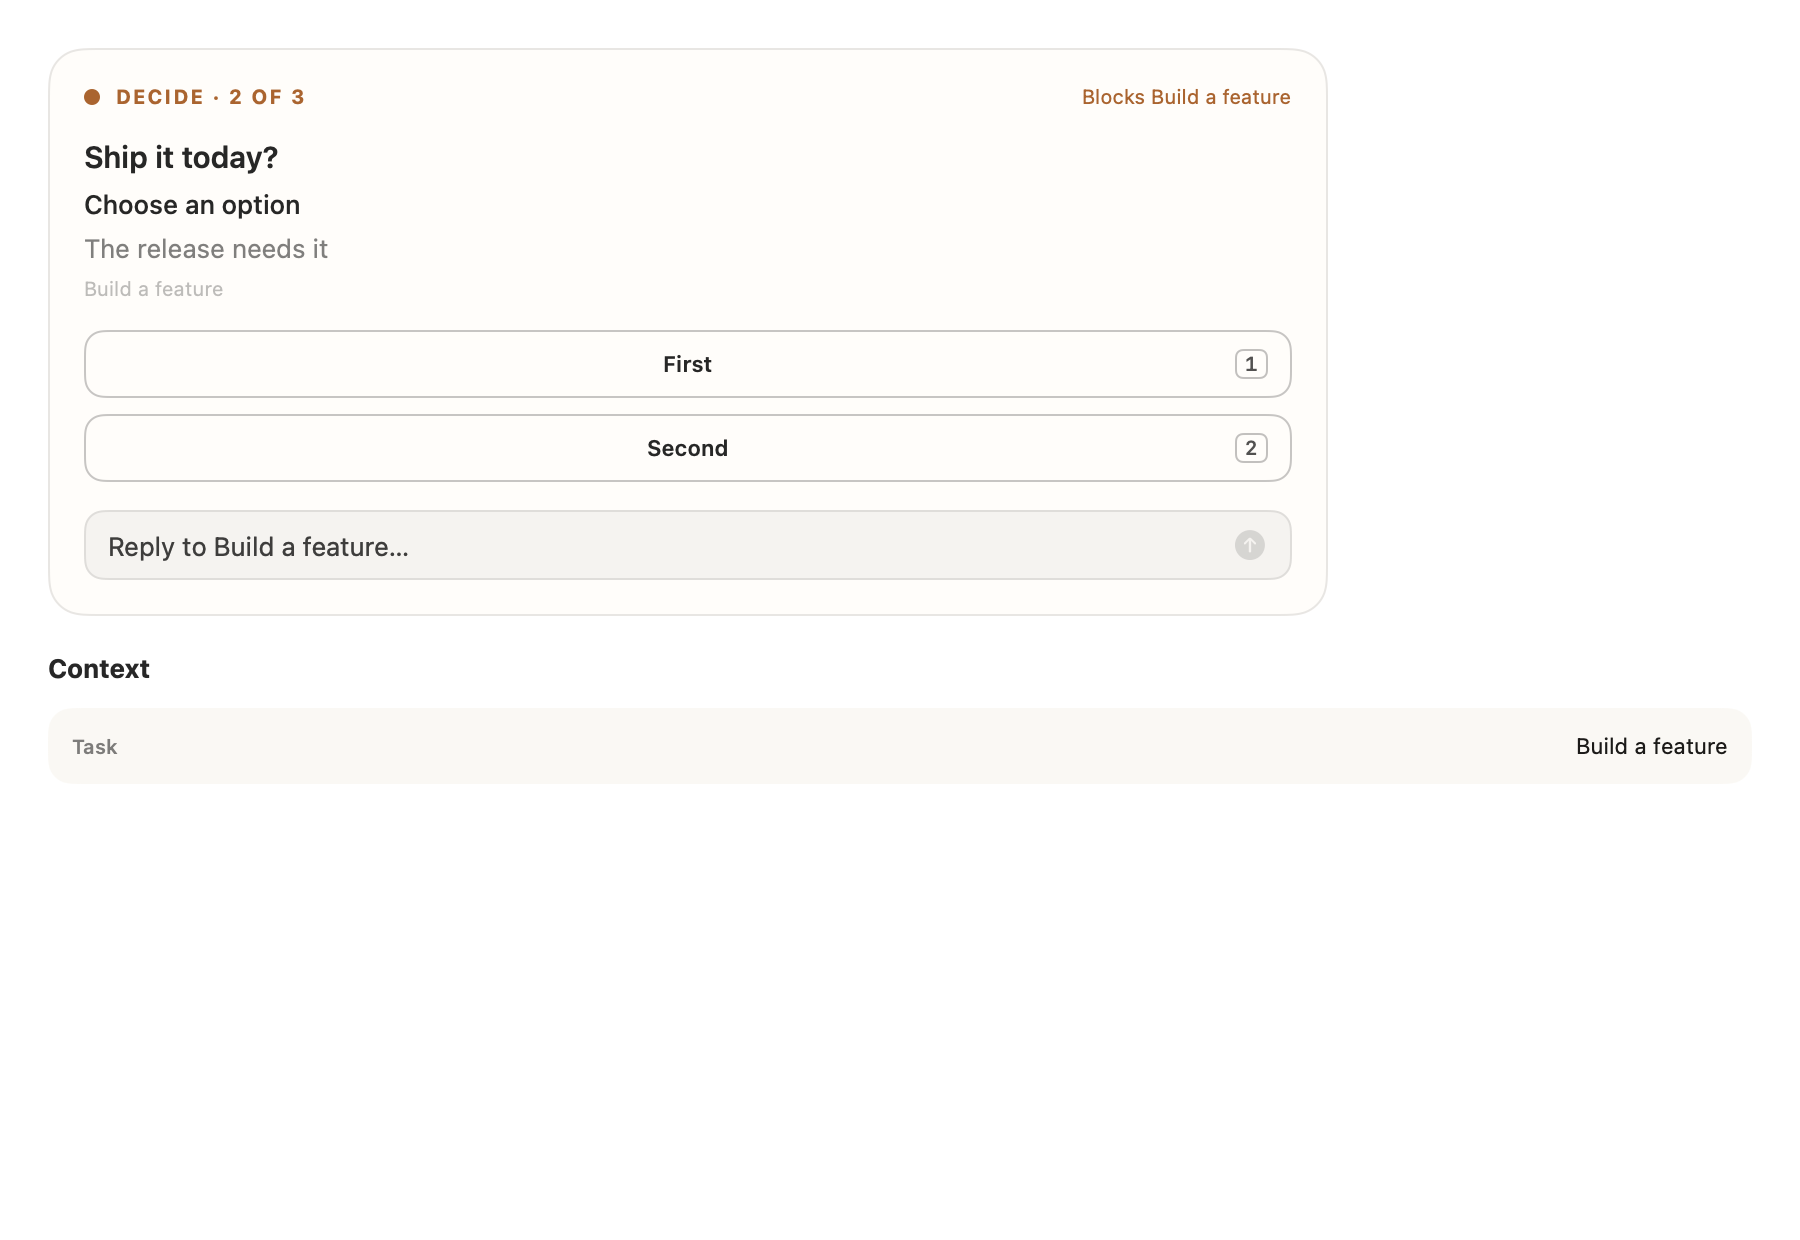 DECIDE · 2 OF 3
Blocks Build a feature
Ship it today?
Choose an option
The release needs it
Build a feature
First 1
Second 2
Reply to Build a feature...
Context
Task Build a feature